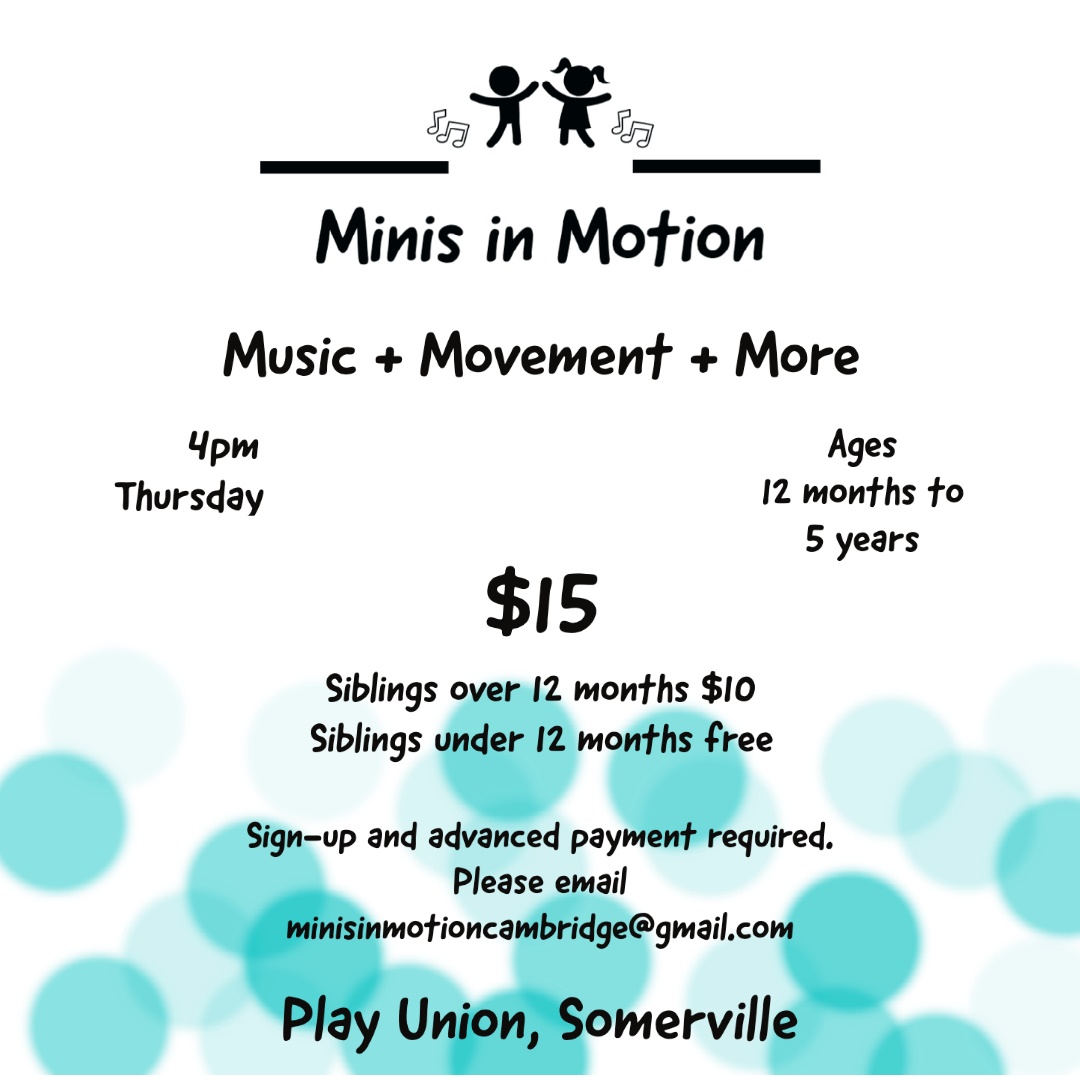 Minis in Motion
Music + Movement + More
4pm
Thursday
Ages
12 months to
5 years
$15
Siblings over 12 months $10
Siblings under 12 months free
Sign-up and advanced payment required.
Please email
minisinmotioncambridge@gmail.com
Play Union, Somerville